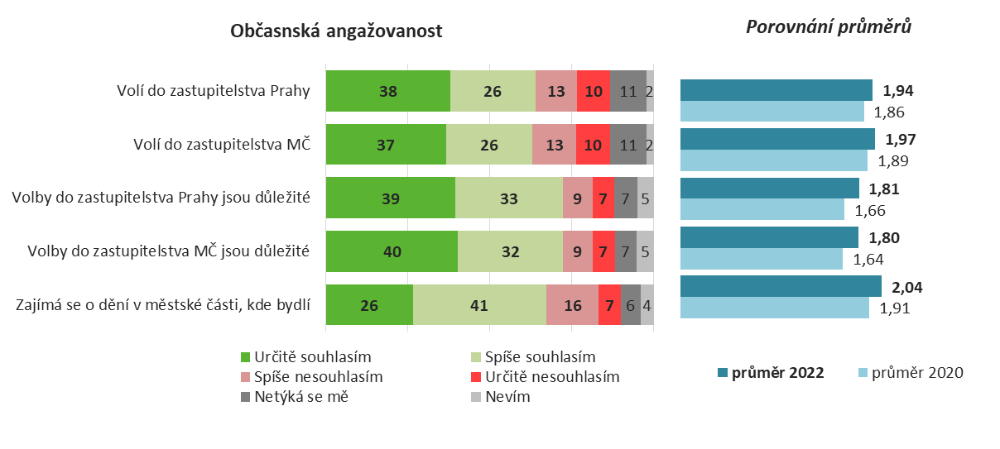 Občasnská angažovanost
Porovnání průměrů
Volí do zastupitelstva Prahy 38 26 13 10 11 2
1,94
1,86
Volí do zastupitelstva MČ 37 26 13 10 11 2
1,97
1,89
Volby do zastupitelstva Prahy jsou důležité 39 33 9 7 7 5
1,81
1,66
Volby do zastupitelstva MČ jsou důležité 40 32 9 7 7 5
1,80
1,64
Zajímá se o dění v městské části, kde bydlí 26 41 16 7 6 4
2,04
1,91
Určitě souhlasím Spíše souhlasím
Spíše nesouhlasím Určitě nesouhlasím
Netýká se mě Nevím
průměr 2022 průměr 2020